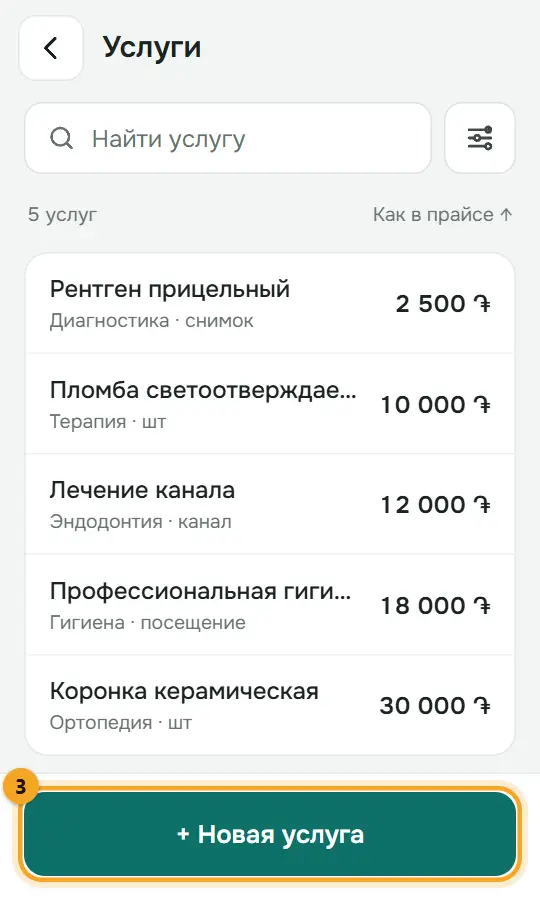 Услуги
Найти услугу
5 услуг
Как в прайсе ↑
Рентген прицельный
2 500 ֏
Диагностика · снимок
Пломба светоотверждае...
10 000 ֏
Терапия · шт
Лечение канала
12 000 ֏
Эндодонтия · канал
Профессиональная гиги...
18 000 ֏
Гигиена · посещение
Коронка керамическая
30 000 ֏
Ортопедия · шт
3
+ Новая услуга